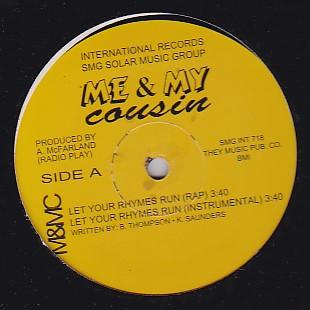 INTERNATIONAL RECORDS
SMG SOLAR MUSIC GROUP
ME & MY
cousin
PRODUCED BY
A. McFARLAND
(RADIO PLAY)
SIDE A
SMG INT 718
THEY MUSIC PUB. CO.
BMI
M&MC
LET YOUR RHYMES RUN (RAP) 3:40
LET YOUR RHYMES RUN (INSTRUMENTAL) 3:40
WRITTEN BY: B. THOMPSON • K. SAUNDERS